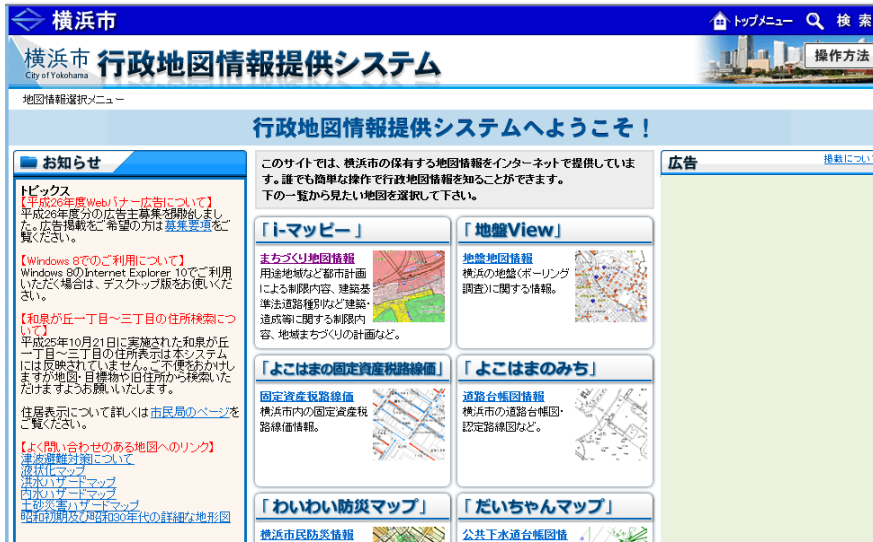 横浜市
トップメニュー 検 索
横浜市
City of Yokohama
行政地図情報提供システム
操作方法
地図情報選択メニュー
行政地図情報提供システムへようこそ！
お知らせ
トピックス
【平成26年度Webバナー広告について】
平成26年度分の広告主募集を開始しまし
た。広告掲載をご希望の方は募集要項をご
覧ください。
【Windows 8でのご利用について】
Windows 8のInternet Explorer 10でご利用
いただく場合は、デスクトップ版をお使いくだ
さい。
【和泉が丘一丁目～三丁目の住所検索につ
いて】
平成25年10月21日に実施された和泉が丘
一丁目～三丁目の住所表示は本システム
には反映されていません。ご不便をおかけし
ますが地図・目標物や旧住所から検索いた
だけますようお願いいたします。
住居表示について詳しくは市民局のページを
ご覧ください。
【よく問い合わせのある地図へのリンク】
津波避難対策について
液状化マップ
洪水ハザードマップ
内水ハザードマップ
土砂災害ハザードマップ
昭和初期及び昭和30年代の詳細な地形図
このサイトでは、横浜市の保有する地図情報をインターネットで提供していま
す。誰でも簡単な操作で行政地図情報を知ることができます。
下の一覧から見たい地図を選択して下さい。
「i-マッピー」
まちづくり地図情報
用途地域など都市計画
による制限内容、建築基
準法道路種別など建築・
造成等に関する制限内
容、地域まちづくりの計画など。
「地盤View」
地盤地図情報
横浜の地盤（ボーリング
調査）に関する情報。
「よこはまの固定資産税路線価」
固定資産税路線価
横浜市内の固定資産税
路線価情報。
「よこはまのみち」
道路台帳図情報
横浜市の道路台帳図・
認定路線図など。
「わいわい防災マップ」
横浜市民防災情報
「だいちゃんマップ」
公共下水道台帳図情
広告
掲載につい